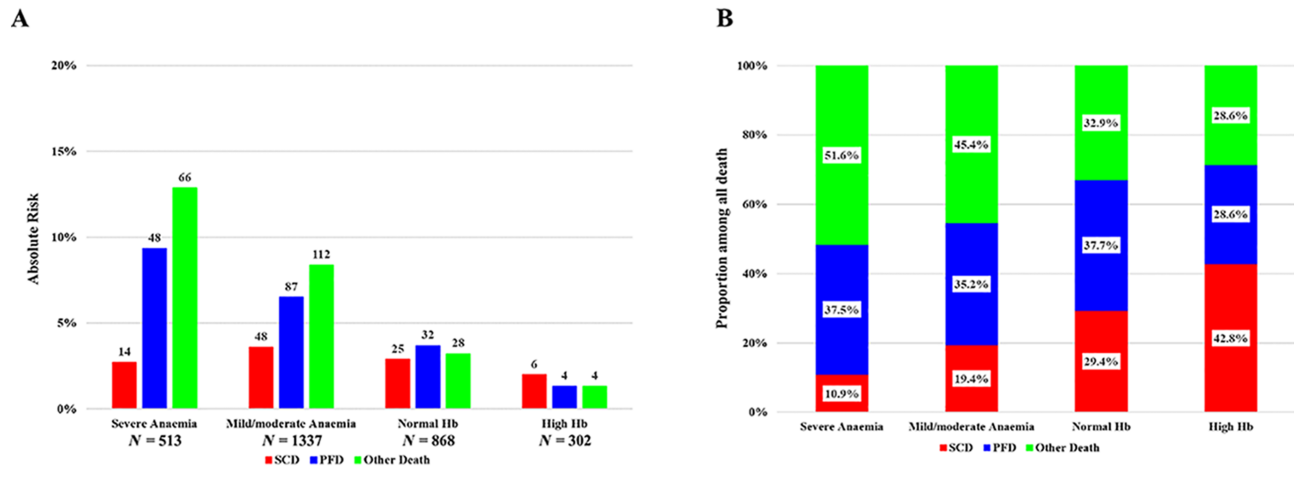 A
20%
15%
10%
5%
0%
Absolute Risk
14
48
66
48
87
112
25
32
28
6
4
4
Severe Anaemia
N = 513
Mild/moderate Anaemia
N = 1337
Normal Hb
N = 868
High Hb
N = 302
SCD PFD Other Death
B
100%
80%
60%
40%
20%
0%
Proportion among all death
51.6%
37.5%
10.9%
45.4%
35.2%
19.4%
32.9%
37.7%
29.4%
28.6%
28.6%
42.8%
Severe Anaemia
Mild/moderate Anaemia
Normal Hb
High Hb
SCD PFD Other Death